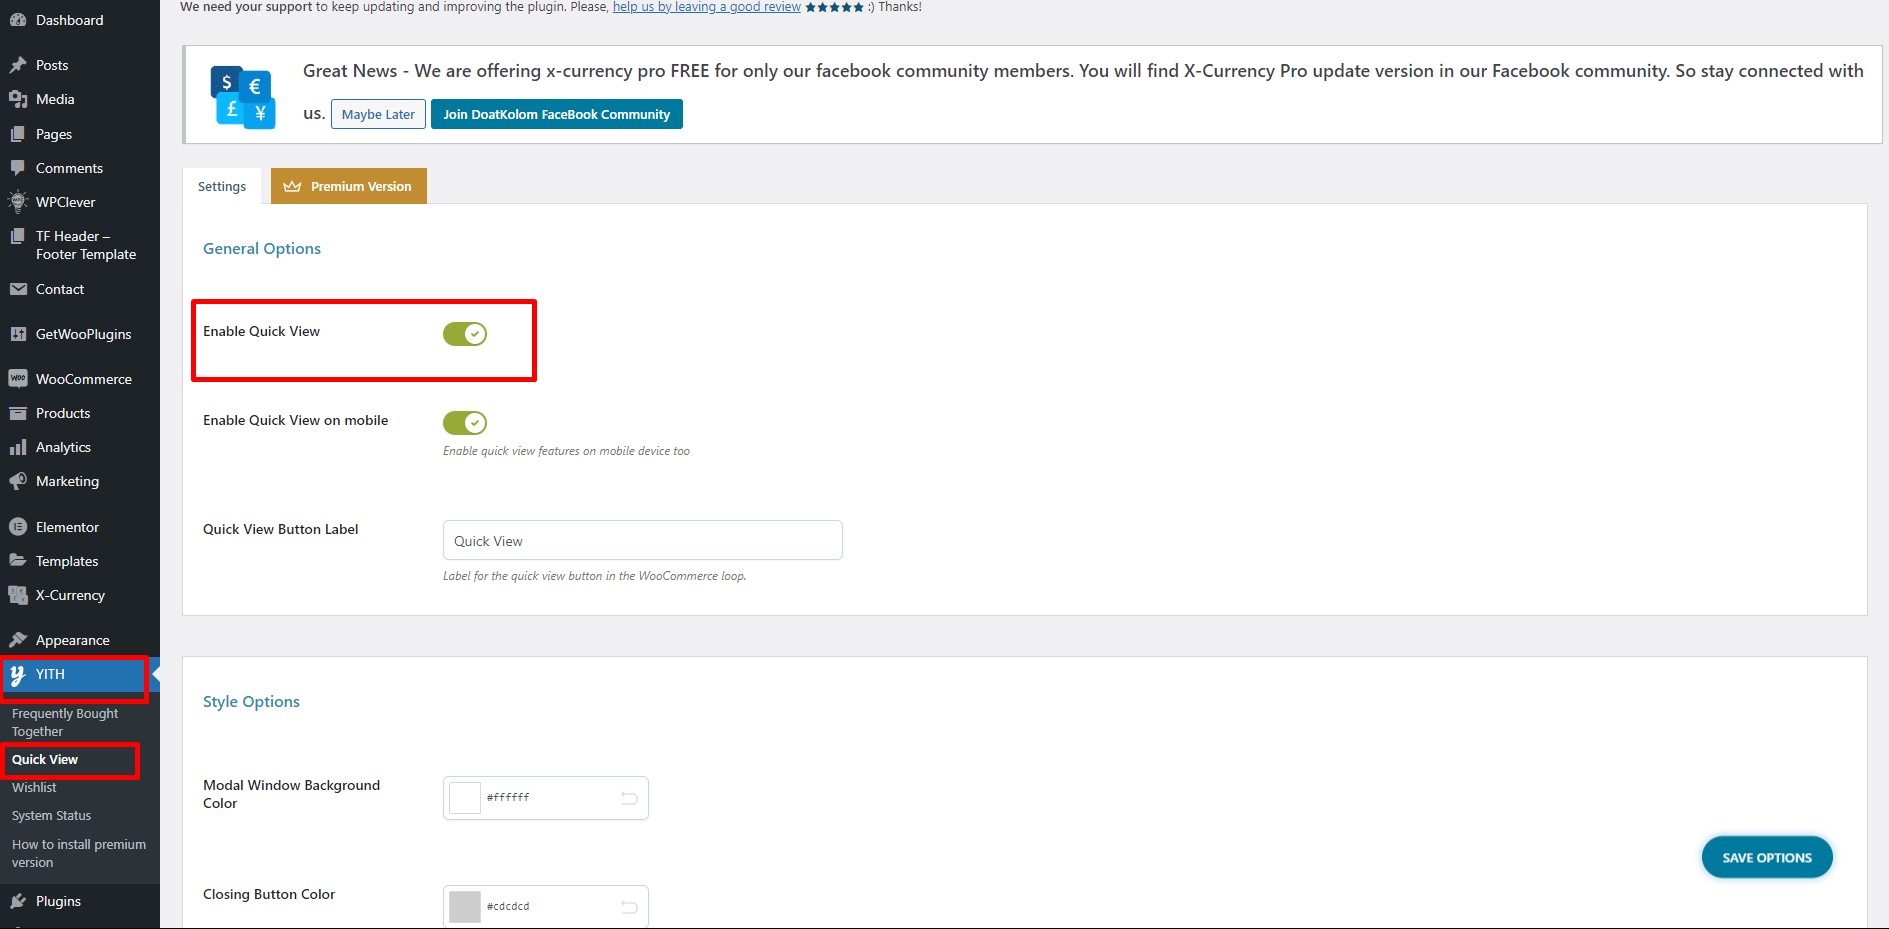 We need your support to keep updating and improving the plugin. Please, help us by leaving a good review ★★★★★ :) Thanks!
Great News - We are offering x-currency pro FREE for only our facebook community members. You will find X-Currency Pro update version in our Facebook community. So stay connected with
us. Maybe Later Join DoatKolom FaceBook Community
$ € £ ¥
Dashboard
Posts
Media
Pages
Comments
WPClever
TF Header –
Footer Template
Contact
GetWooPlugins
WooCommerce
Products
Analytics
Marketing
Elementor
Templates
X-Currency
Appearance
YITH
Frequently Bought
Together
Quick View
Wishlist
System Status
How to install premium
version
Plugins
Settings
Premium Version
General Options
Enable Quick View
Enable Quick View on mobile
Enable quick view features on mobile device too
Quick View Button Label
Quick View
Label for the quick view button in the WooCommerce loop.
Style Options
Modal Window Background
Color
#ffffff
Closing Button Color
#cdcdcd
SAVE OPTIONS